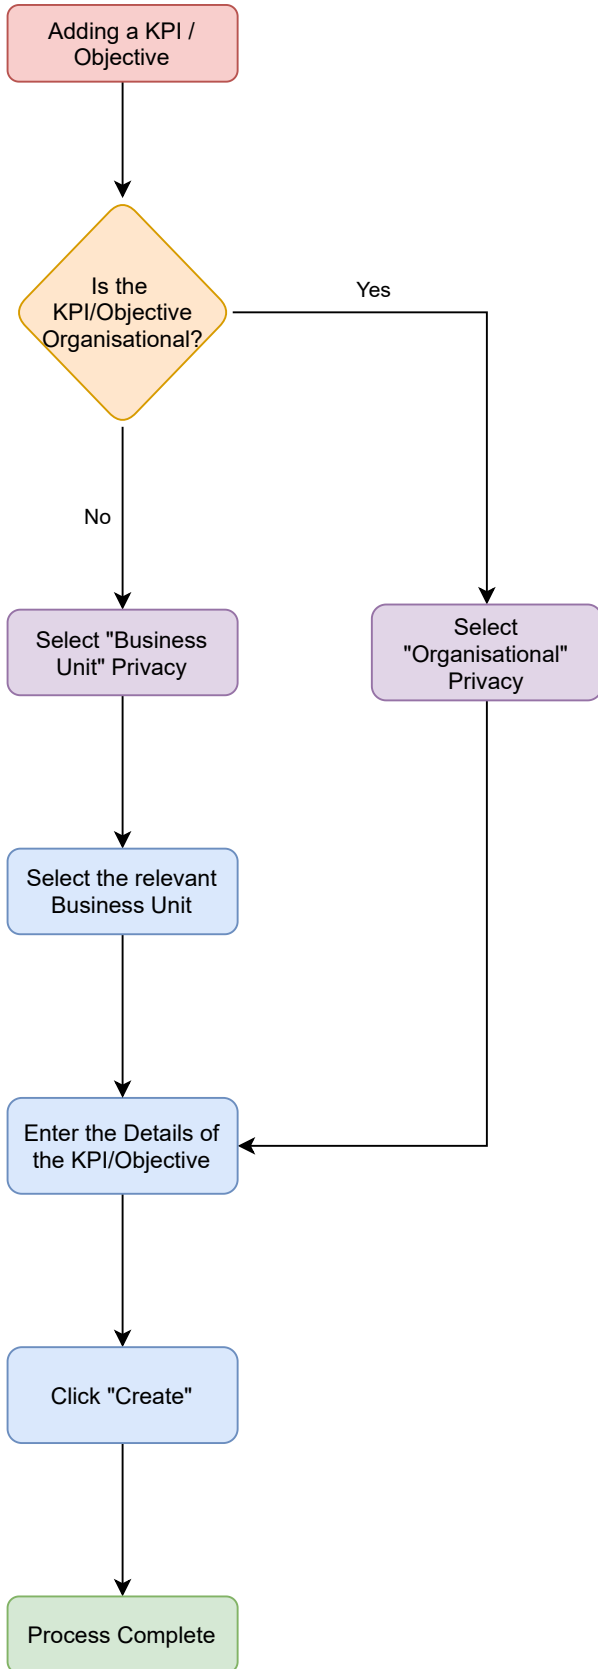 Adding a KPI /
Objective
Is the
KPI/Objective
Organisational?
Yes
No
Select "Business
Unit" Privacy
Select
"Organisational"
Privacy
Select the relevant
Business Unit
Enter the Details of
the KPI/Objective
Click "Create"
Process Complete